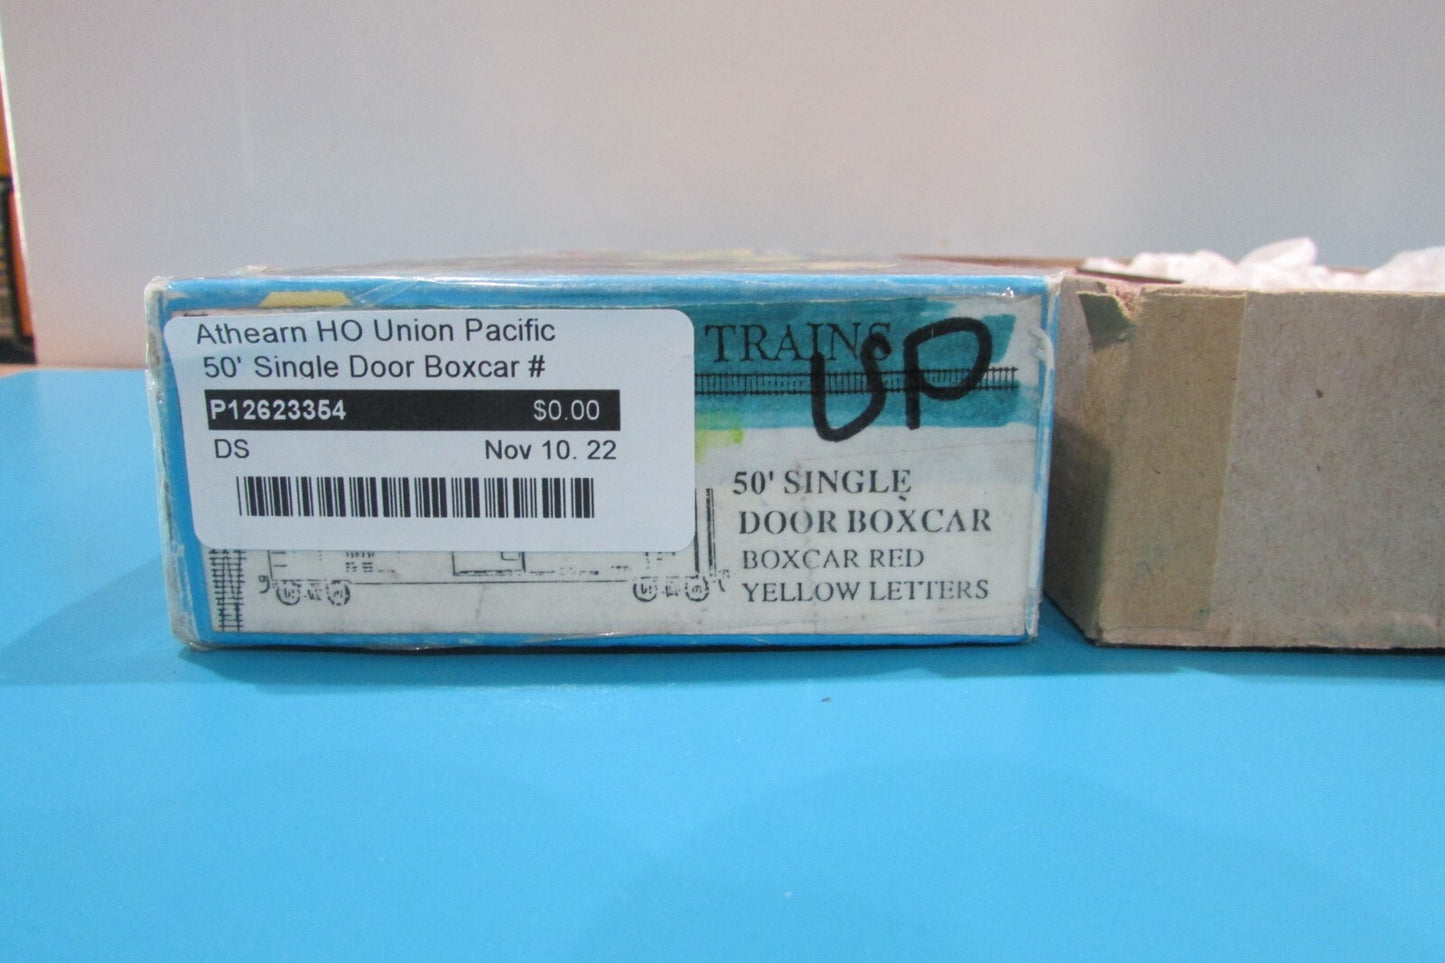 Athearn HO Union Pacific
50' Single Door Boxcar #
P12623354 $0.00
DS Nov 10. 22
TRAINS
UP
50' SINGLE
DOOR BOXCAR
BOXCAR RED
YELLOW LETTERS